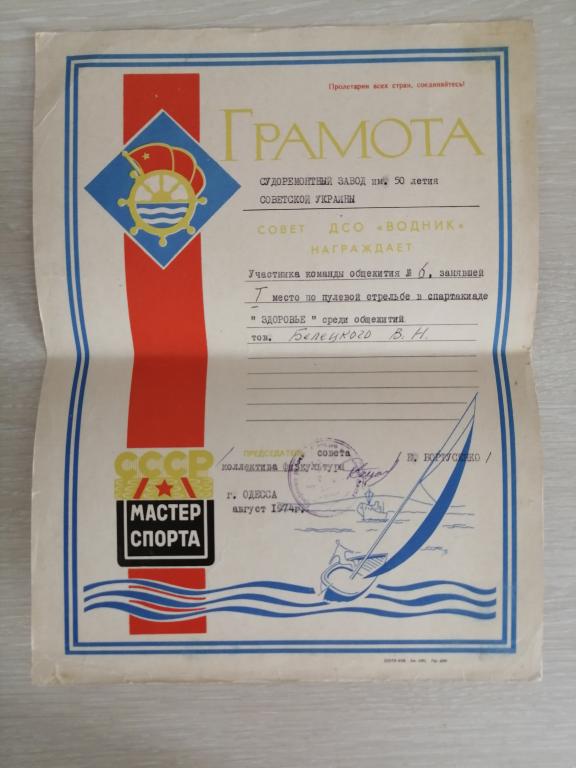 Пролетарии всех стран, соединяйтесь!
ГРАМОТА
СУДОРЕМОНТНЫЙ ЗАВОД им. 50 летия
СОВЕТСКОЙ УКРАИНЫ
СОВЕТ ДСО «ВОДНИК»
НАГРАЖДАЕТ
Участника команды общежития № 6, занявшей
I место по пулевой стрельбе в спартакиаде
" ЗДОРОВЬЕ " среди общежитий
тов. Белецкого В. Н.
ПРЕДСЕДАТЕЛЬ совета
/ коллектива физкультуры / Н. БОРТУСЕНКО /
г. ОДЕССА
август 1974г.
СССР
МАСТЕР
СПОРТА